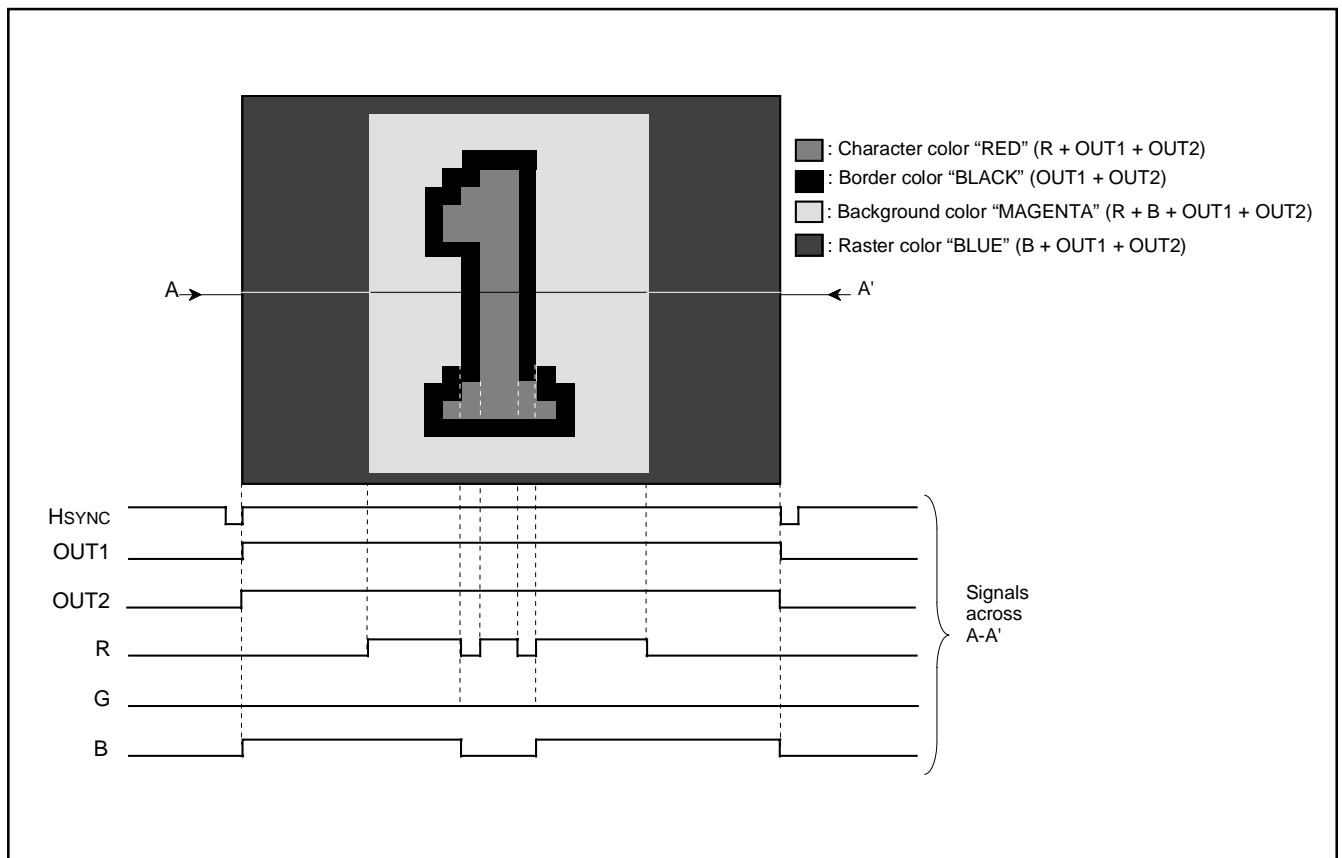 : Character color “RED” (R + OUT1 + OUT2)
: Border color “BLACK” (OUT1 + OUT2)
: Background color “MAGENTA” (R + B + OUT1 + OUT2)
: Raster color “BLUE” (B + OUT1 + OUT2)
A
A'
HSYNC
OUT1
OUT2
R
G
B
Signals
across
A-A'
1